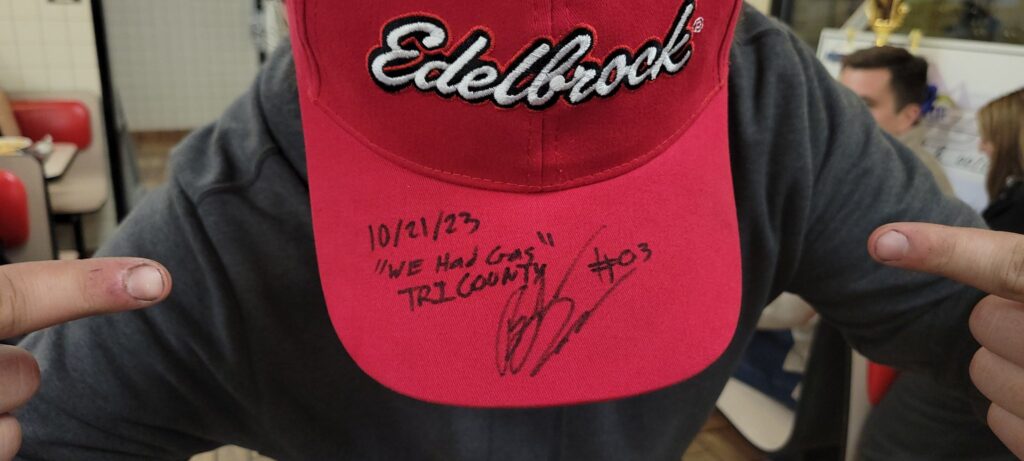 Edelbrock®
10/21/23
"WE Had Gas"
TRI COUNTY
#03